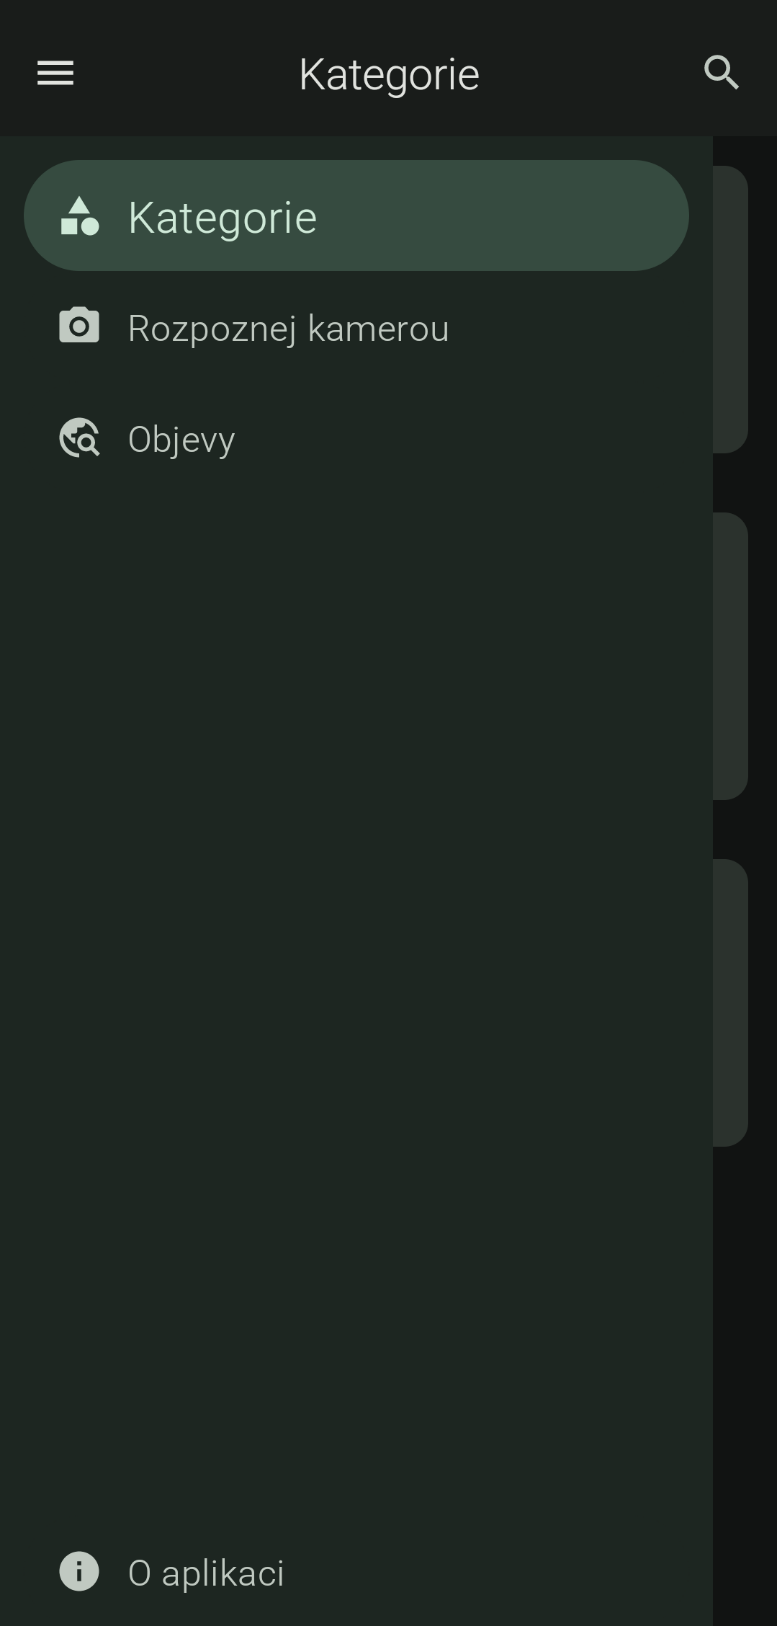 Kategorie
Kategorie
Rozpoznej kamerou
Objevy
O aplikaci